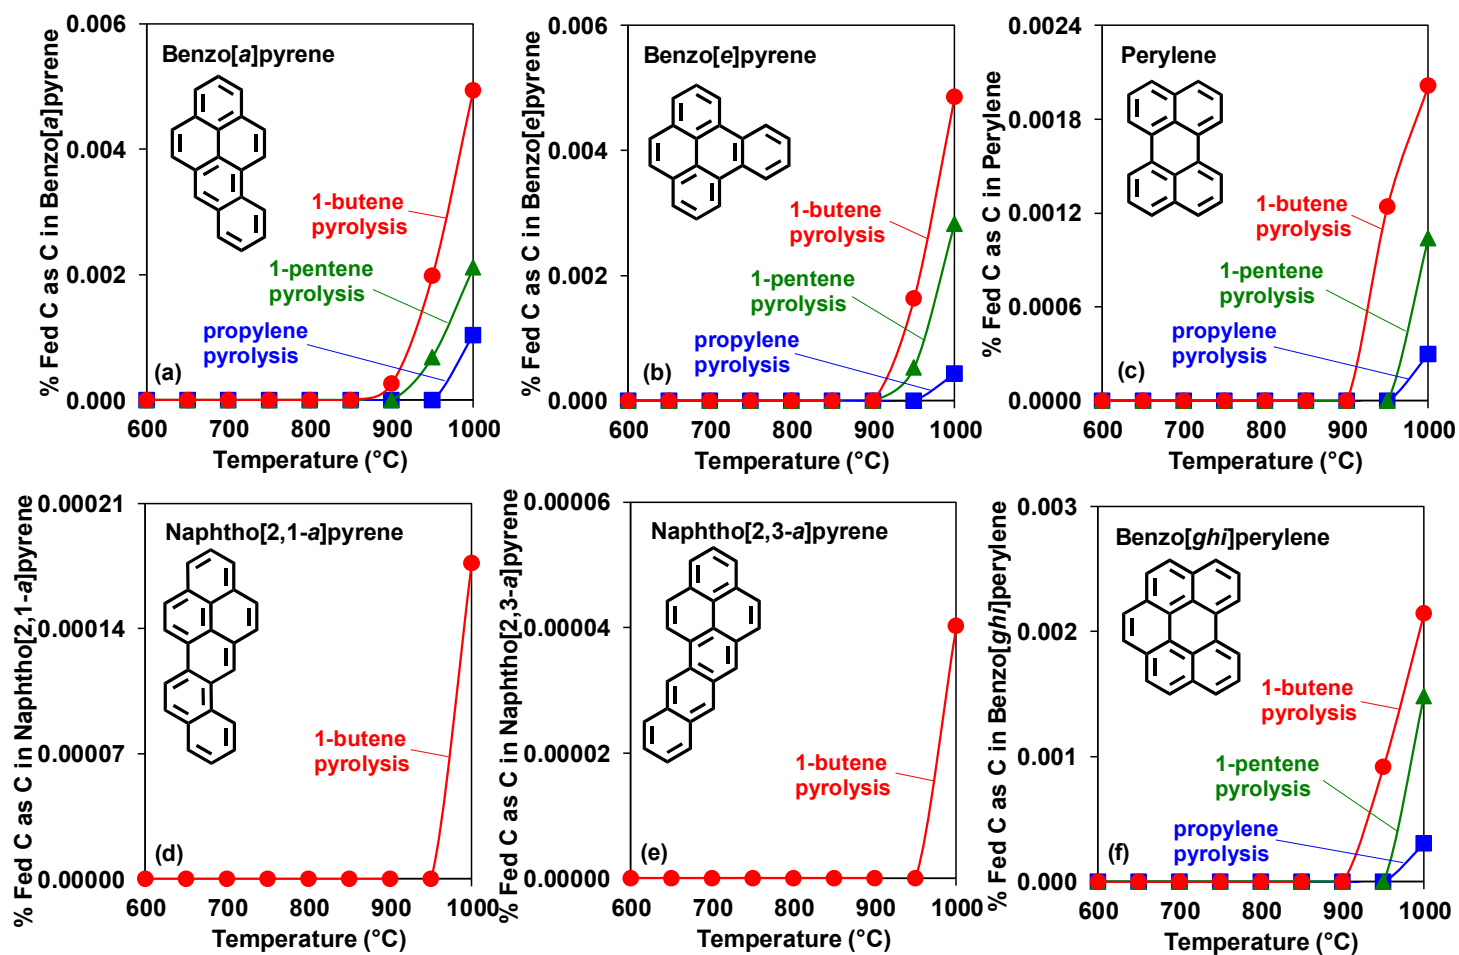 % Fed C as C in Benzo[a]pyrene
0.006
0.004
0.002
0.000
Benzo[a]pyrene
1-butene
pyrolysis
1-pentene
pyrolysis
propylene
pyrolysis
(a)
600 700 800 900 1000
Temperature (°C)
% Fed C as C in Benzo[e]pyrene
0.006
0.004
0.002
0.000
Benzo[e]pyrene
1-butene
pyrolysis
1-pentene
pyrolysis
propylene
pyrolysis
(b)
600 700 800 900 1000
Temperature (°C)
% Fed C as C in Perylene
0.0024
0.0018
0.0012
0.0006
0.0000
Perylene
1-butene
pyrolysis
1-pentene
pyrolysis
propylene
pyrolysis
(c)
600 700 800 900 1000
Temperature (°C)
% Fed C as C in Naphtho[2,1-a]pyrene
0.00021
0.00014
0.00007
0.00000
Naphtho[2,1-a]pyrene
1-butene
pyrolysis
(d)
600 700 800 900 1000
Temperature (°C)
% Fed C as C in Naphtho[2,3-a]pyrene
0.00006
0.00004
0.00002
0.00000
Naphtho[2,3-a]pyrene
1-butene
pyrolysis
(e)
600 700 800 900 1000
Temperature (°C)
% Fed C as C in Benzo[ghi]perylene
0.003
0.002
0.001
0.000
Benzo[ghi]perylene
1-butene
pyrolysis
1-pentene
pyrolysis
propylene
pyrolysis
(f)
600 700 800 900 1000
Temperature (°C)